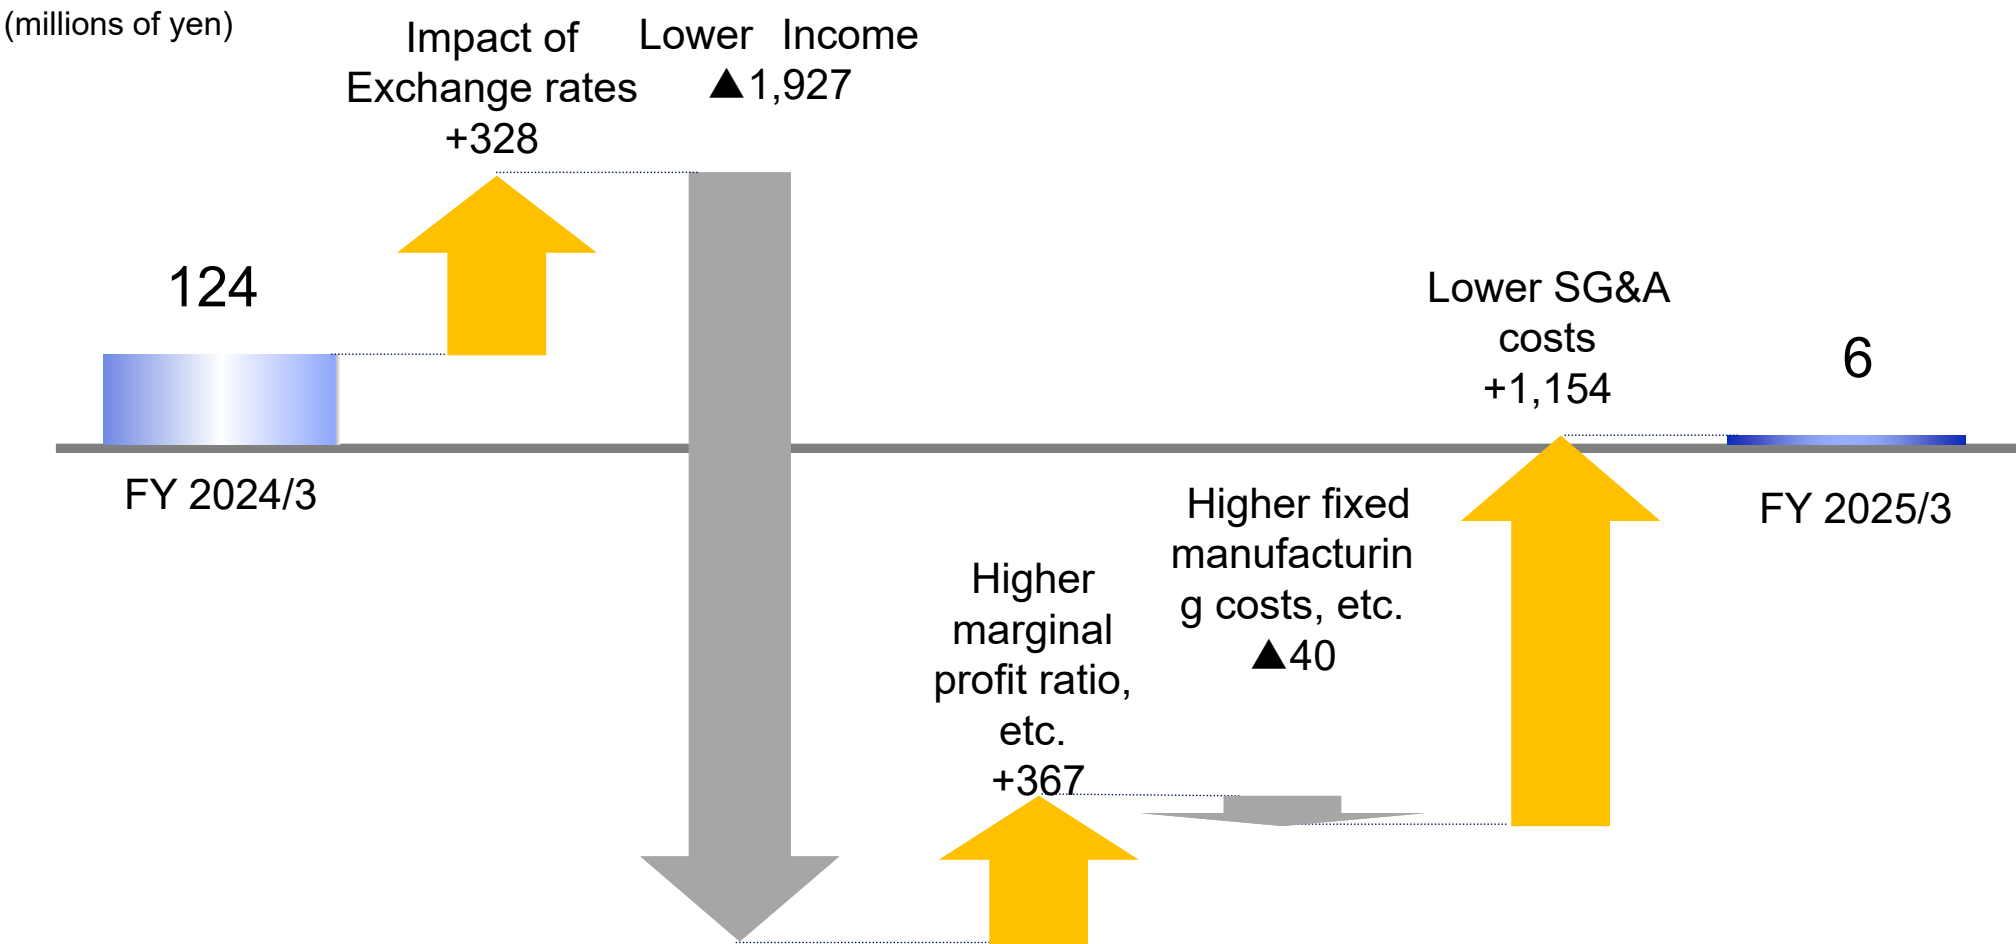 (millions of yen)
Impact of
Exchange rates
+328
Lower Income
▲1,927
124
FY 2024/3
Higher
marginal
profit ratio,
etc.
+367
Higher fixed
manufacturin
g costs, etc.
▲40
Lower SG&A
costs
+1,154
6
FY 2025/3